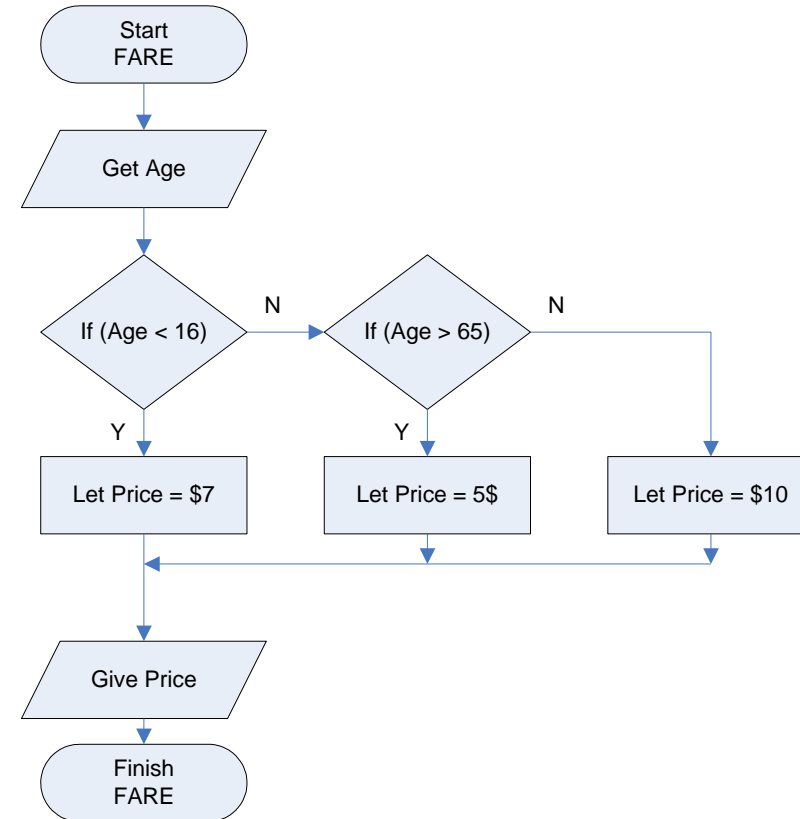 Start
FARE
Get Age
If (Age < 16)
N
If (Age > 65)
N
Y
Y
Let Price = $7
Let Price = 5$
Let Price = $10
Give Price
Finish
FARE